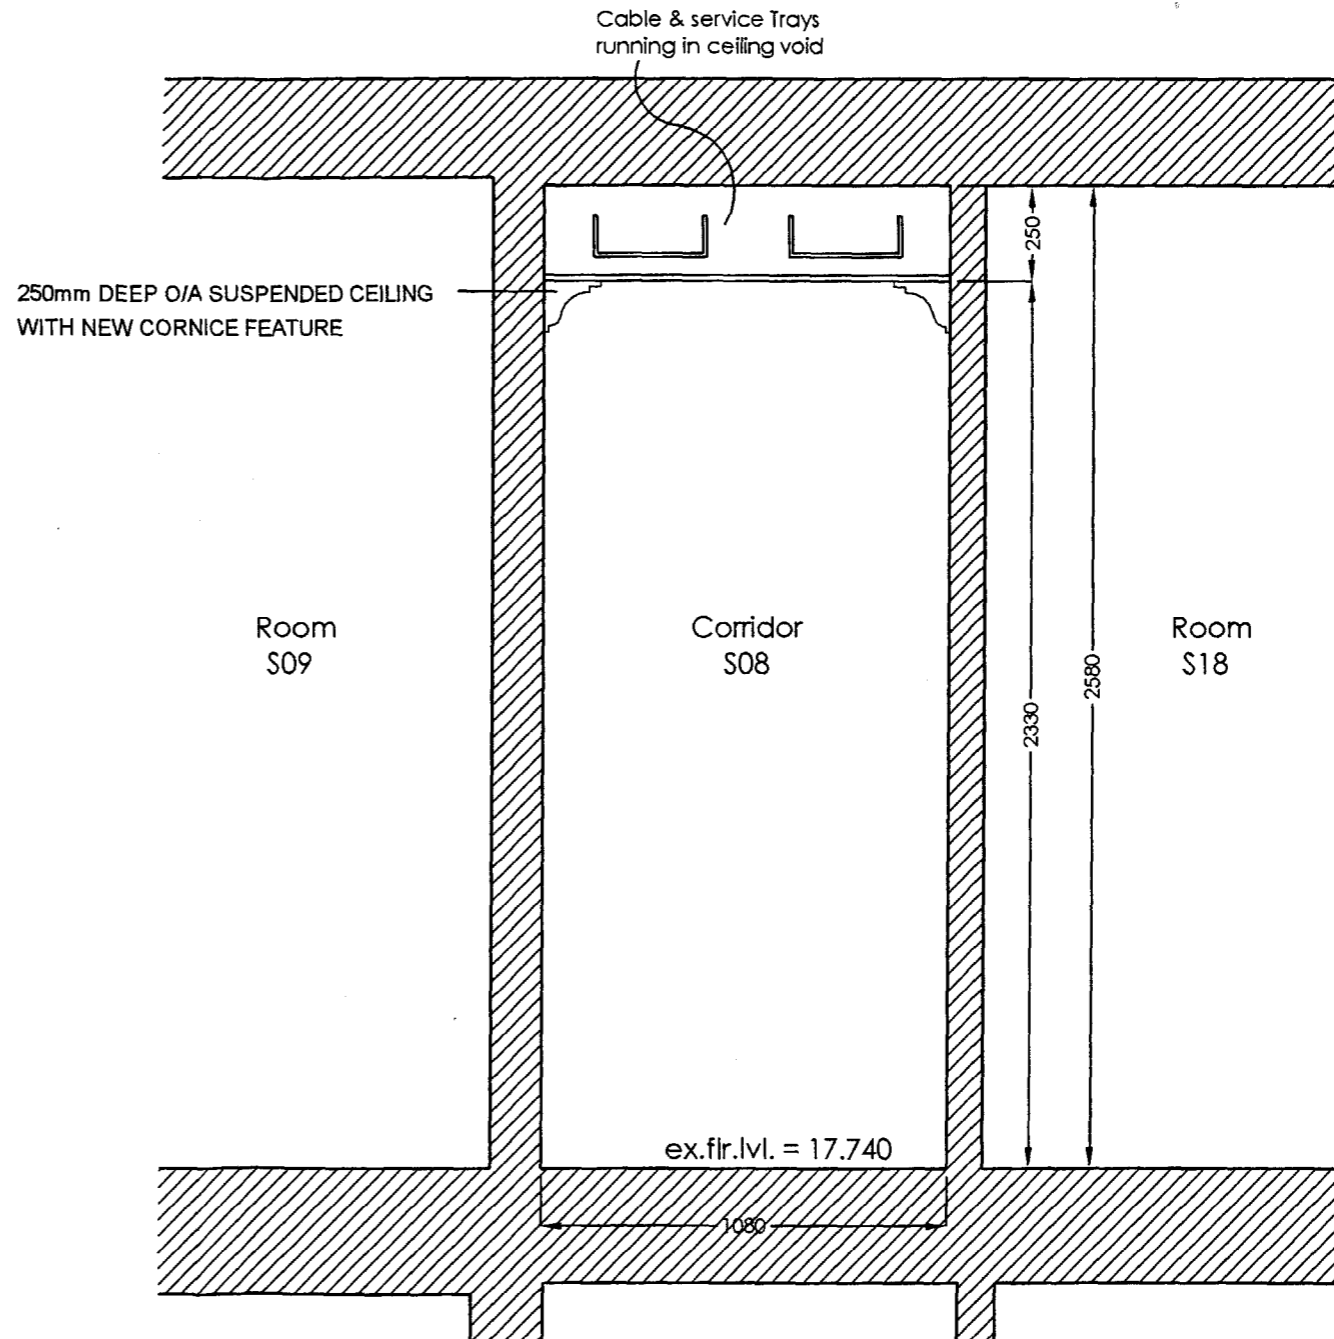 Cable & service Trays
running in ceiling void
250
250mm DEEP O/A SUSPENDED CEILING
WITH NEW CORNICE FEATURE
Room
S09
Corridor
S08
Room
S18
2330
2580
ex.flr.lvl. = 17.740
1080